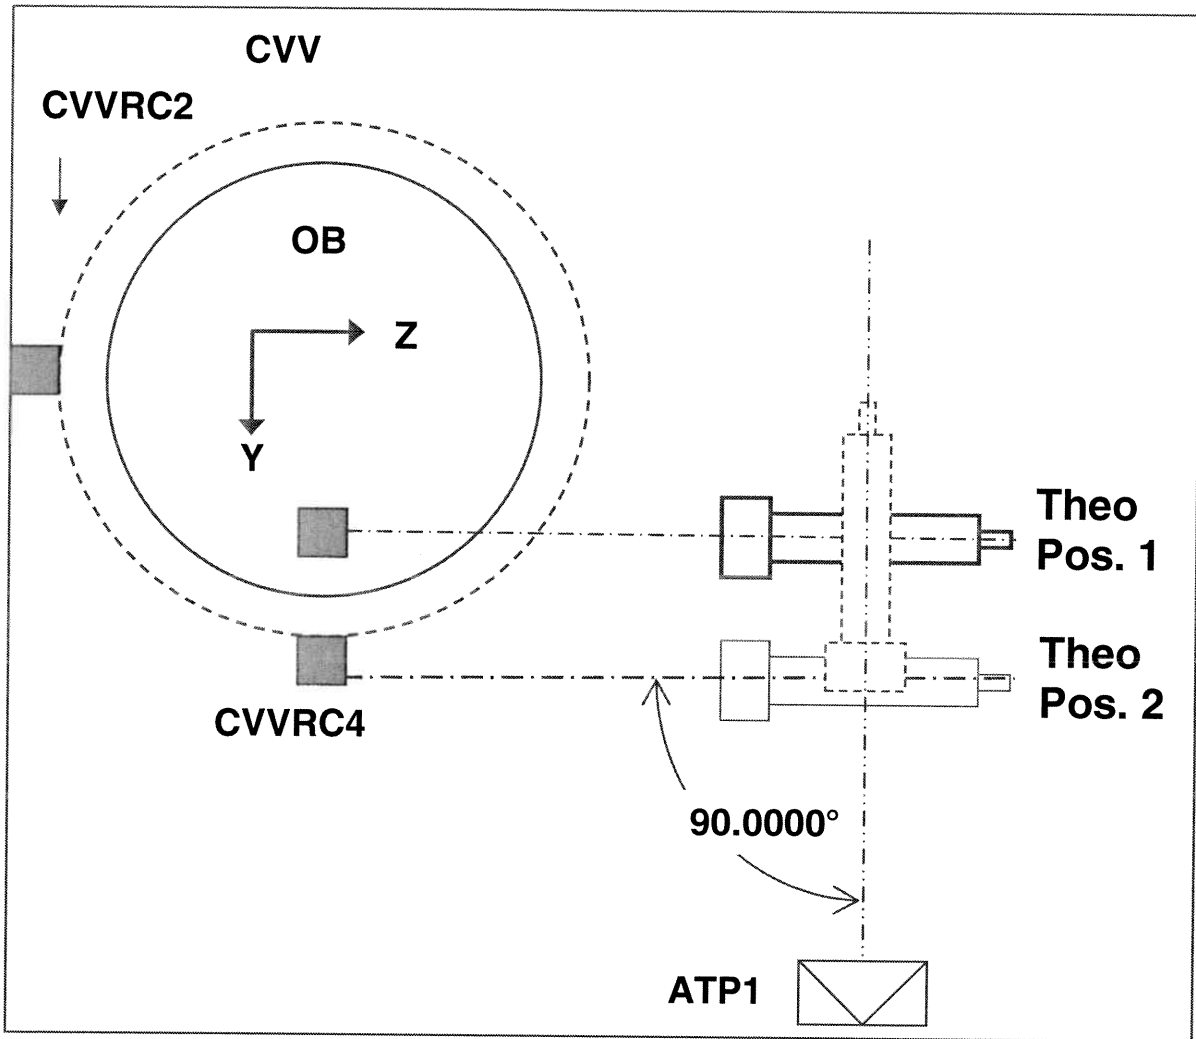 CVV
CVVRC2
OB
Z
Y
Theo
Pos. 1
Theo
Pos. 2
CVVRC4
90.0000°
ATP1